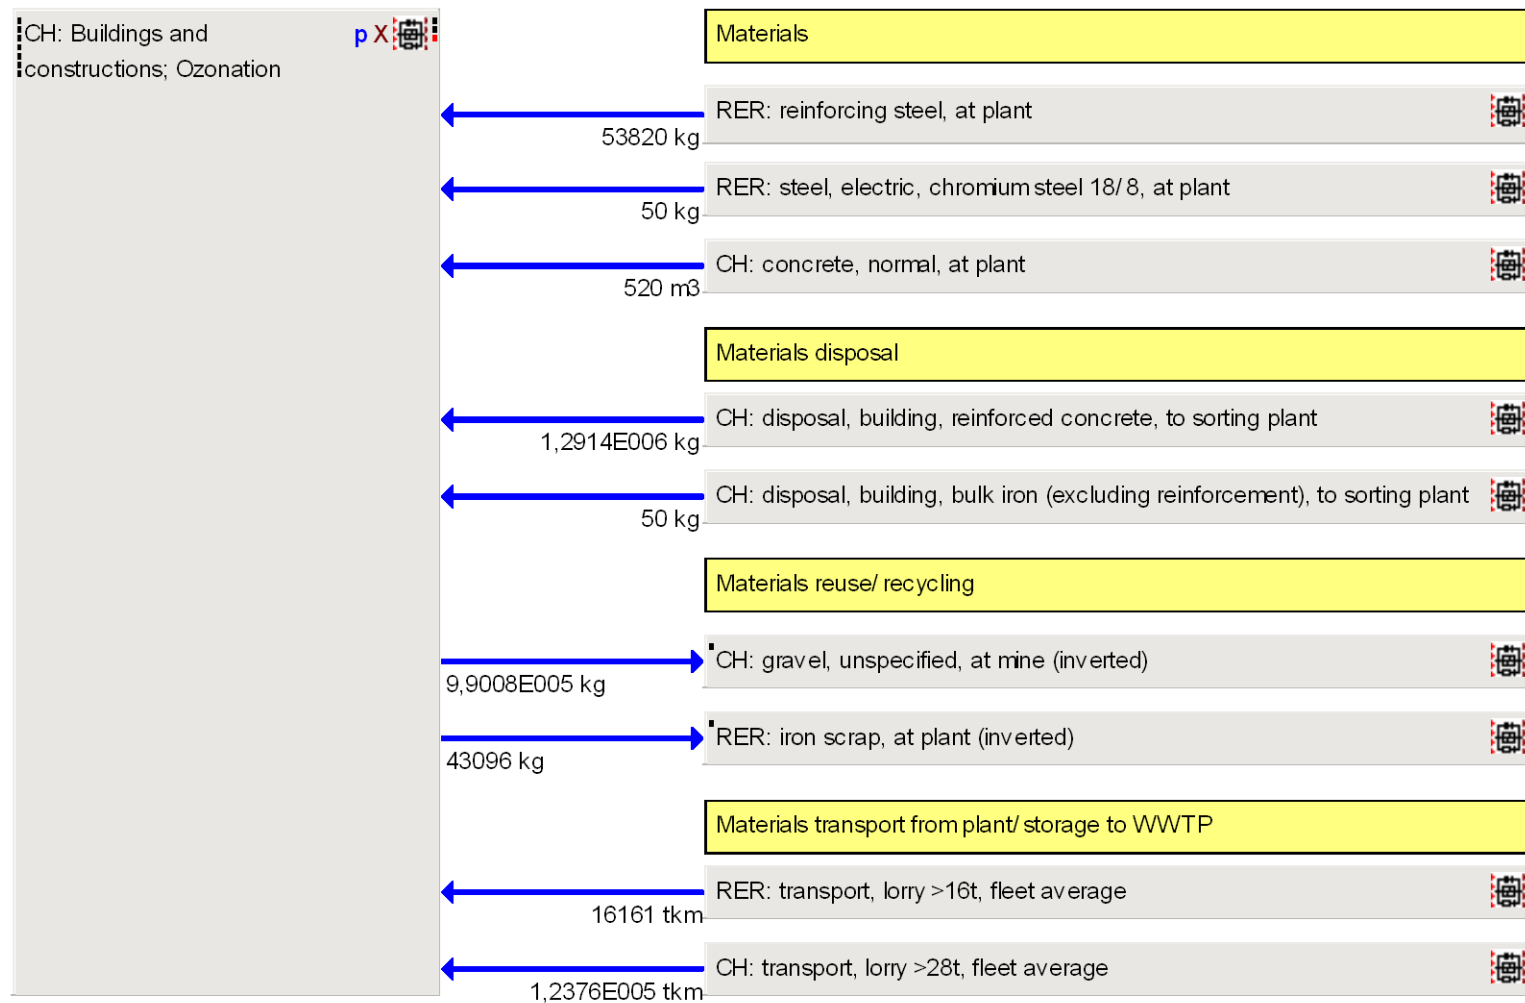 CH: Buildings and
constructions; Ozonation
p X
Materials
RER: reinforcing steel, at plant
53820 kg
RER: steel, electric, chromium steel 18/8, at plant
50 kg
CH: concrete, normal, at plant
520 m3
Materials disposal
CH: disposal, building, reinforced concrete, to sorting plant
1,2914E006 kg
CH: disposal, building, bulk iron (excluding reinforcement), to sorting plant
50 kg
Materials reuse/recycling
CH: gravel, unspecified, at mine (inverted)
9,9008E005 kg
RER: iron scrap, at plant (inverted)
43096 kg
Materials transport from plant/storage to WWTP
RER: transport, lorry >16t, fleet average
16161 tkm
CH: transport, lorry >28t, fleet average
1,2376E005 tkm